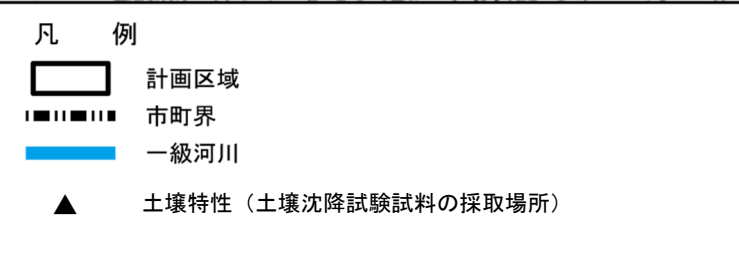 凡 例
計画区域
市町界
一級河川
土壌特性（土壌沈降試験試料の採取場所）